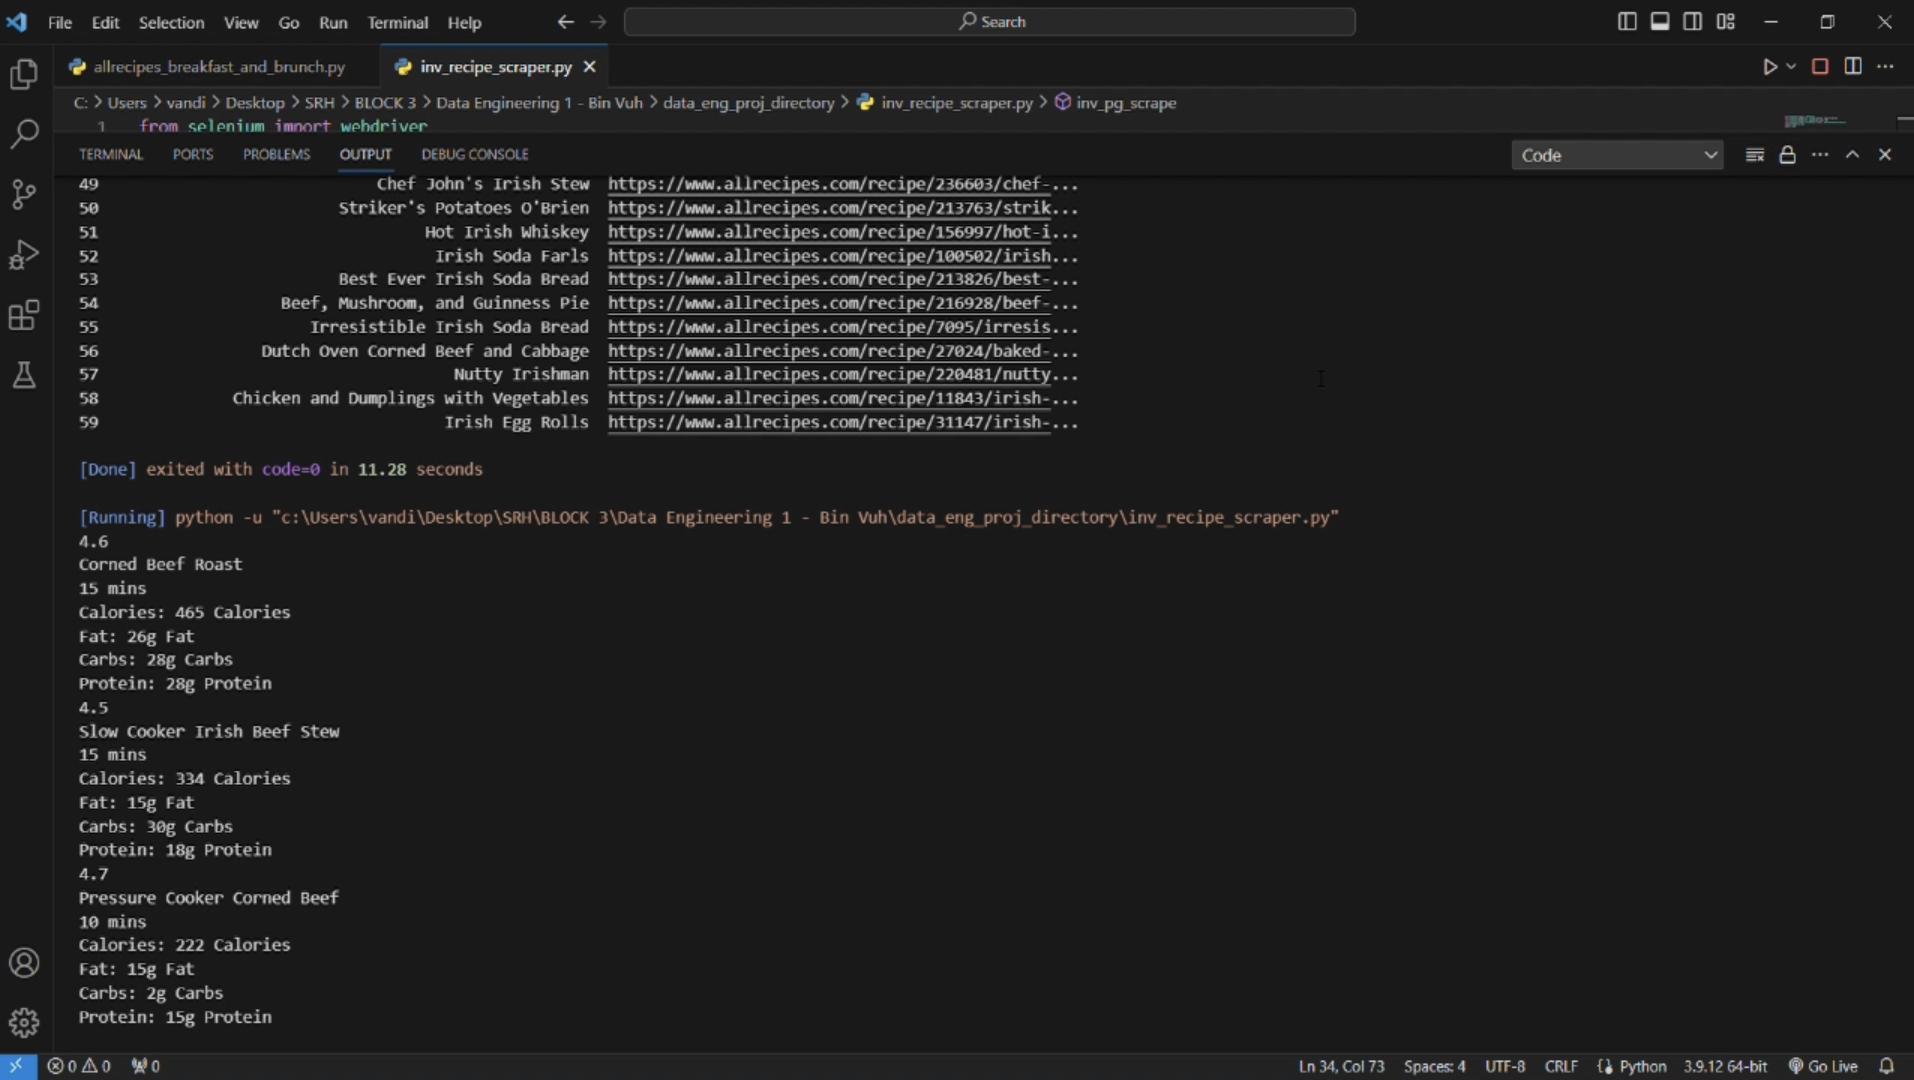 File Edit Selection View Go Run Terminal Help Search
allrecipes_breakfast_and_brunch.py inv_recipe_scraper.py
C: > Users > vandi > Desktop > SRH > BLOCK 3 > Data Engineering 1 - Bin Vuh > data_eng_proj_directory > inv_recipe_scraper.py > inv_pg_scrape
1 from selenium import webdriver
TERMINAL PORTS PROBLEMS OUTPUT DEBUG CONSOLE Code
49 Chef John's Irish Stew https://www.allrecipes.com/recipe/236603/chef-...
50 Striker's Potatoes O'Brien https://www.allrecipes.com/recipe/213763/strik...
51 Hot Irish Whiskey https://www.allrecipes.com/recipe/156997/hot-i...
52 Irish Soda Farls https://www.allrecipes.com/recipe/100502/irish...
53 Best Ever Irish Soda Bread https://www.allrecipes.com/recipe/213826/best-...
54 Beef, Mushroom, and Guinness Pie https://www.allrecipes.com/recipe/216928/beef-...
55 Irresistible Irish Soda Bread https://www.allrecipes.com/recipe/7095/irresis...
56 Dutch Oven Corned Beef and Cabbage https://www.allrecipes.com/recipe/27024/baked-...
57 Nutty Irishman https://www.allrecipes.com/recipe/220481/nutty...
58 Chicken and Dumplings with Vegetables https://www.allrecipes.com/recipe/11843/irish-...
59 Irish Egg Rolls https://www.allrecipes.com/recipe/31147/irish-...
[Done] exited with code=0 in 11.28 seconds
[Running] python -u "c:\Users\vandi\Desktop\SRH\BLOCK 3\Data Engineering 1 - Bin Vuh\data_eng_proj_directory\inv_recipe_scraper.py"
4.6
Corned Beef Roast
15 mins
Calories: 465 Calories
Fat: 26g Fat
Carbs: 28g Carbs
Protein: 28g Protein
4.5
Slow Cooker Irish Beef Stew
15 mins
Calories: 334 Calories
Fat: 15g Fat
Carbs: 30g Carbs
Protein: 18g Protein
4.7
Pressure Cooker Corned Beef
10 mins
Calories: 222 Calories
Fat: 15g Fat
Carbs: 2g Carbs
Protein: 15g Protein
0 0 0 Ln 34, Col 73 Spaces: 4 UTF-8 CRLF Python 3.9.12 64-bit Go Live